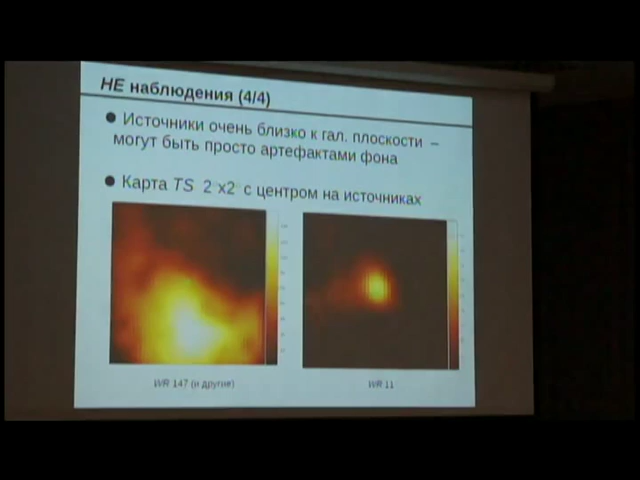 НЕ наблюдения (4/4)
● Источники очень близко к гал. плоскости –
могут быть просто артефактами фона
● Карта TS 2°x2° с центром на источниках
WR 147 (и другие)
WR 11